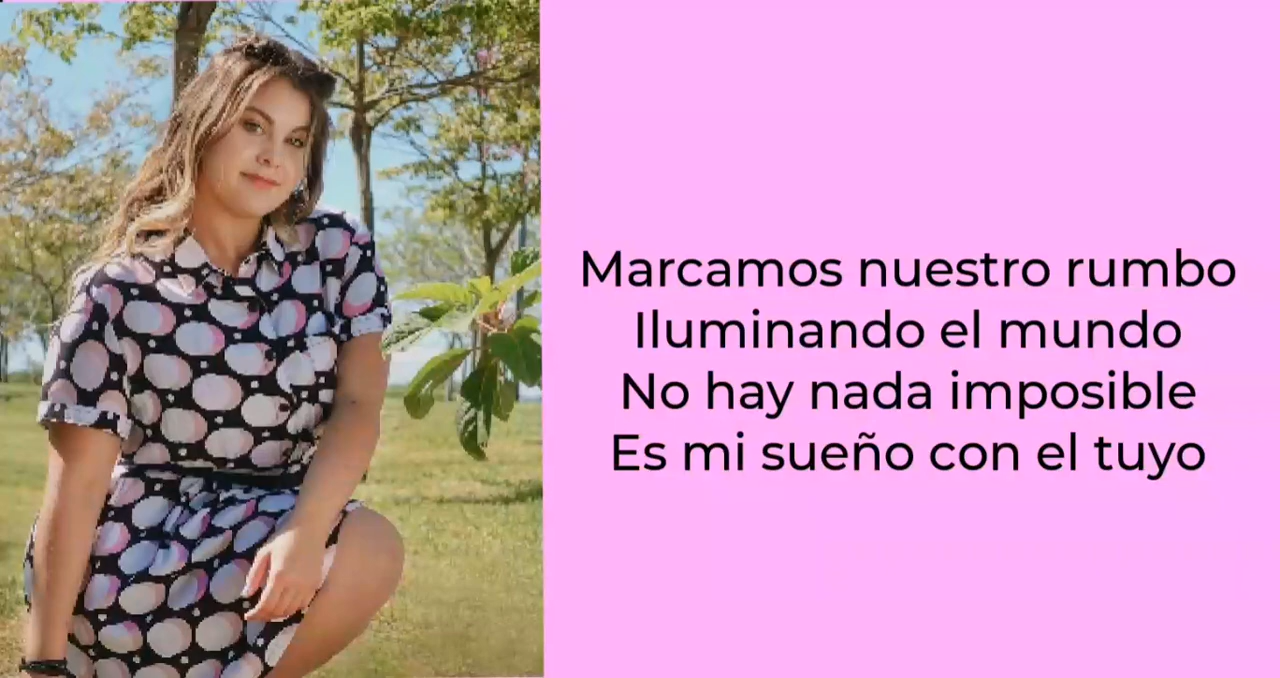 Marcamos nuestro rumbo
Iluminando el mundo
No hay nada imposible
Es mi sueño con el tuyo